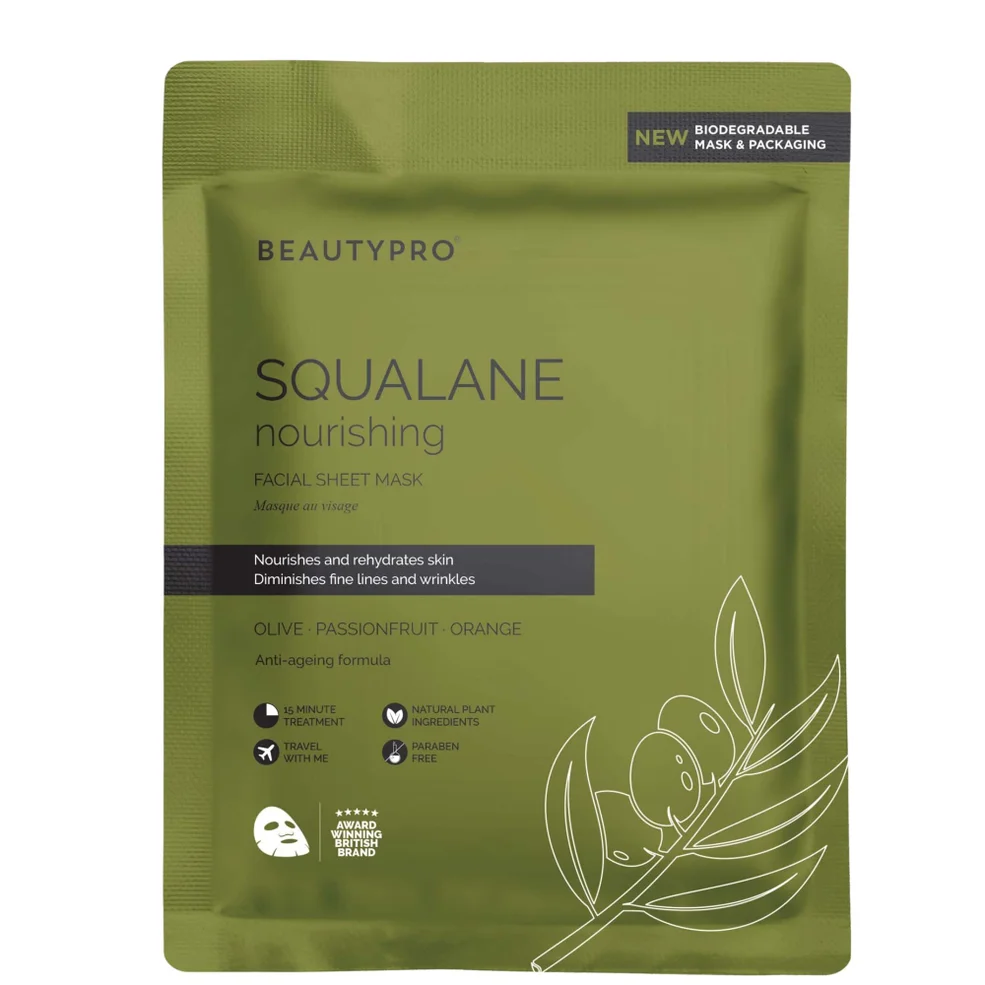 NEW BIODEGRADABLE
MASK & PACKAGING
BEAUTYPRO®
SQUALANE
nourishing
FACIAL SHEET MASK
Masque au visage
Nourishes and rehydrates skin
Diminishes fine lines and wrinkles
OLIVE · PASSIONFRUIT · ORANGE
Anti-ageing formula
15 MINUTE
TREATMENT
NATURAL PLANT
INGREDIENTS
TRAVEL
WITH ME
PARABEN
FREE
AWARD
WINNING
BRITISH
BRAND